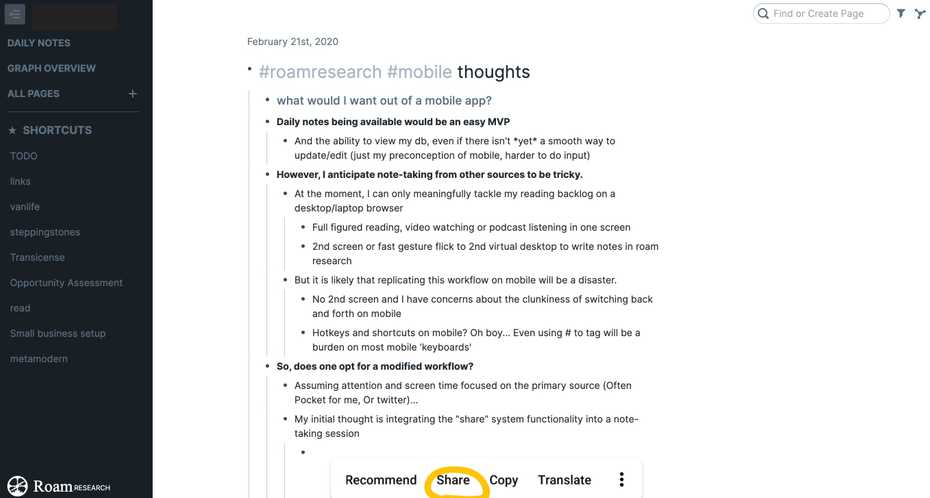 Find or Create Page
DAILY NOTES
GRAPH OVERVIEW
ALL PAGES +
★ SHORTCUTS
TODO
links
vanlife
steppingstones
Transicense
Opportunity Assessment
read
Small business setup
metamodern
Roam RESEARCH
February 21st, 2020
#roamresearch #mobile thoughts
what would I want out of a mobile app?
Daily notes being available would be an easy MVP
And the ability to view my db, even if there isn't *yet* a smooth way to
update/edit (just my preconception of mobile, harder to do input)
However, I anticipate note-taking from other sources to be tricky.
At the moment, I can only meaningfully tackle my reading backlog on a
desktop/laptop browser
Full figured reading, video watching or podcast listening in one screen
2nd screen or fast gesture flick to 2nd virtual desktop to write notes in roam
research
But it is likely that replicating this workflow on mobile will be a disaster.
No 2nd screen and I have concerns about the clunkiness of switching back
and forth on mobile
Hotkeys and shortcuts on mobile? Oh boy... Even using # to tag will be a
burden on most mobile 'keyboards'
So, does one opt for a modified workflow?
Assuming attention and screen time focused on the primary source (Often
Pocket for me, Or twitter)...
My initial thought is integrating the "share" system functionality into a note-
taking session
Recommend Share Copy Translate